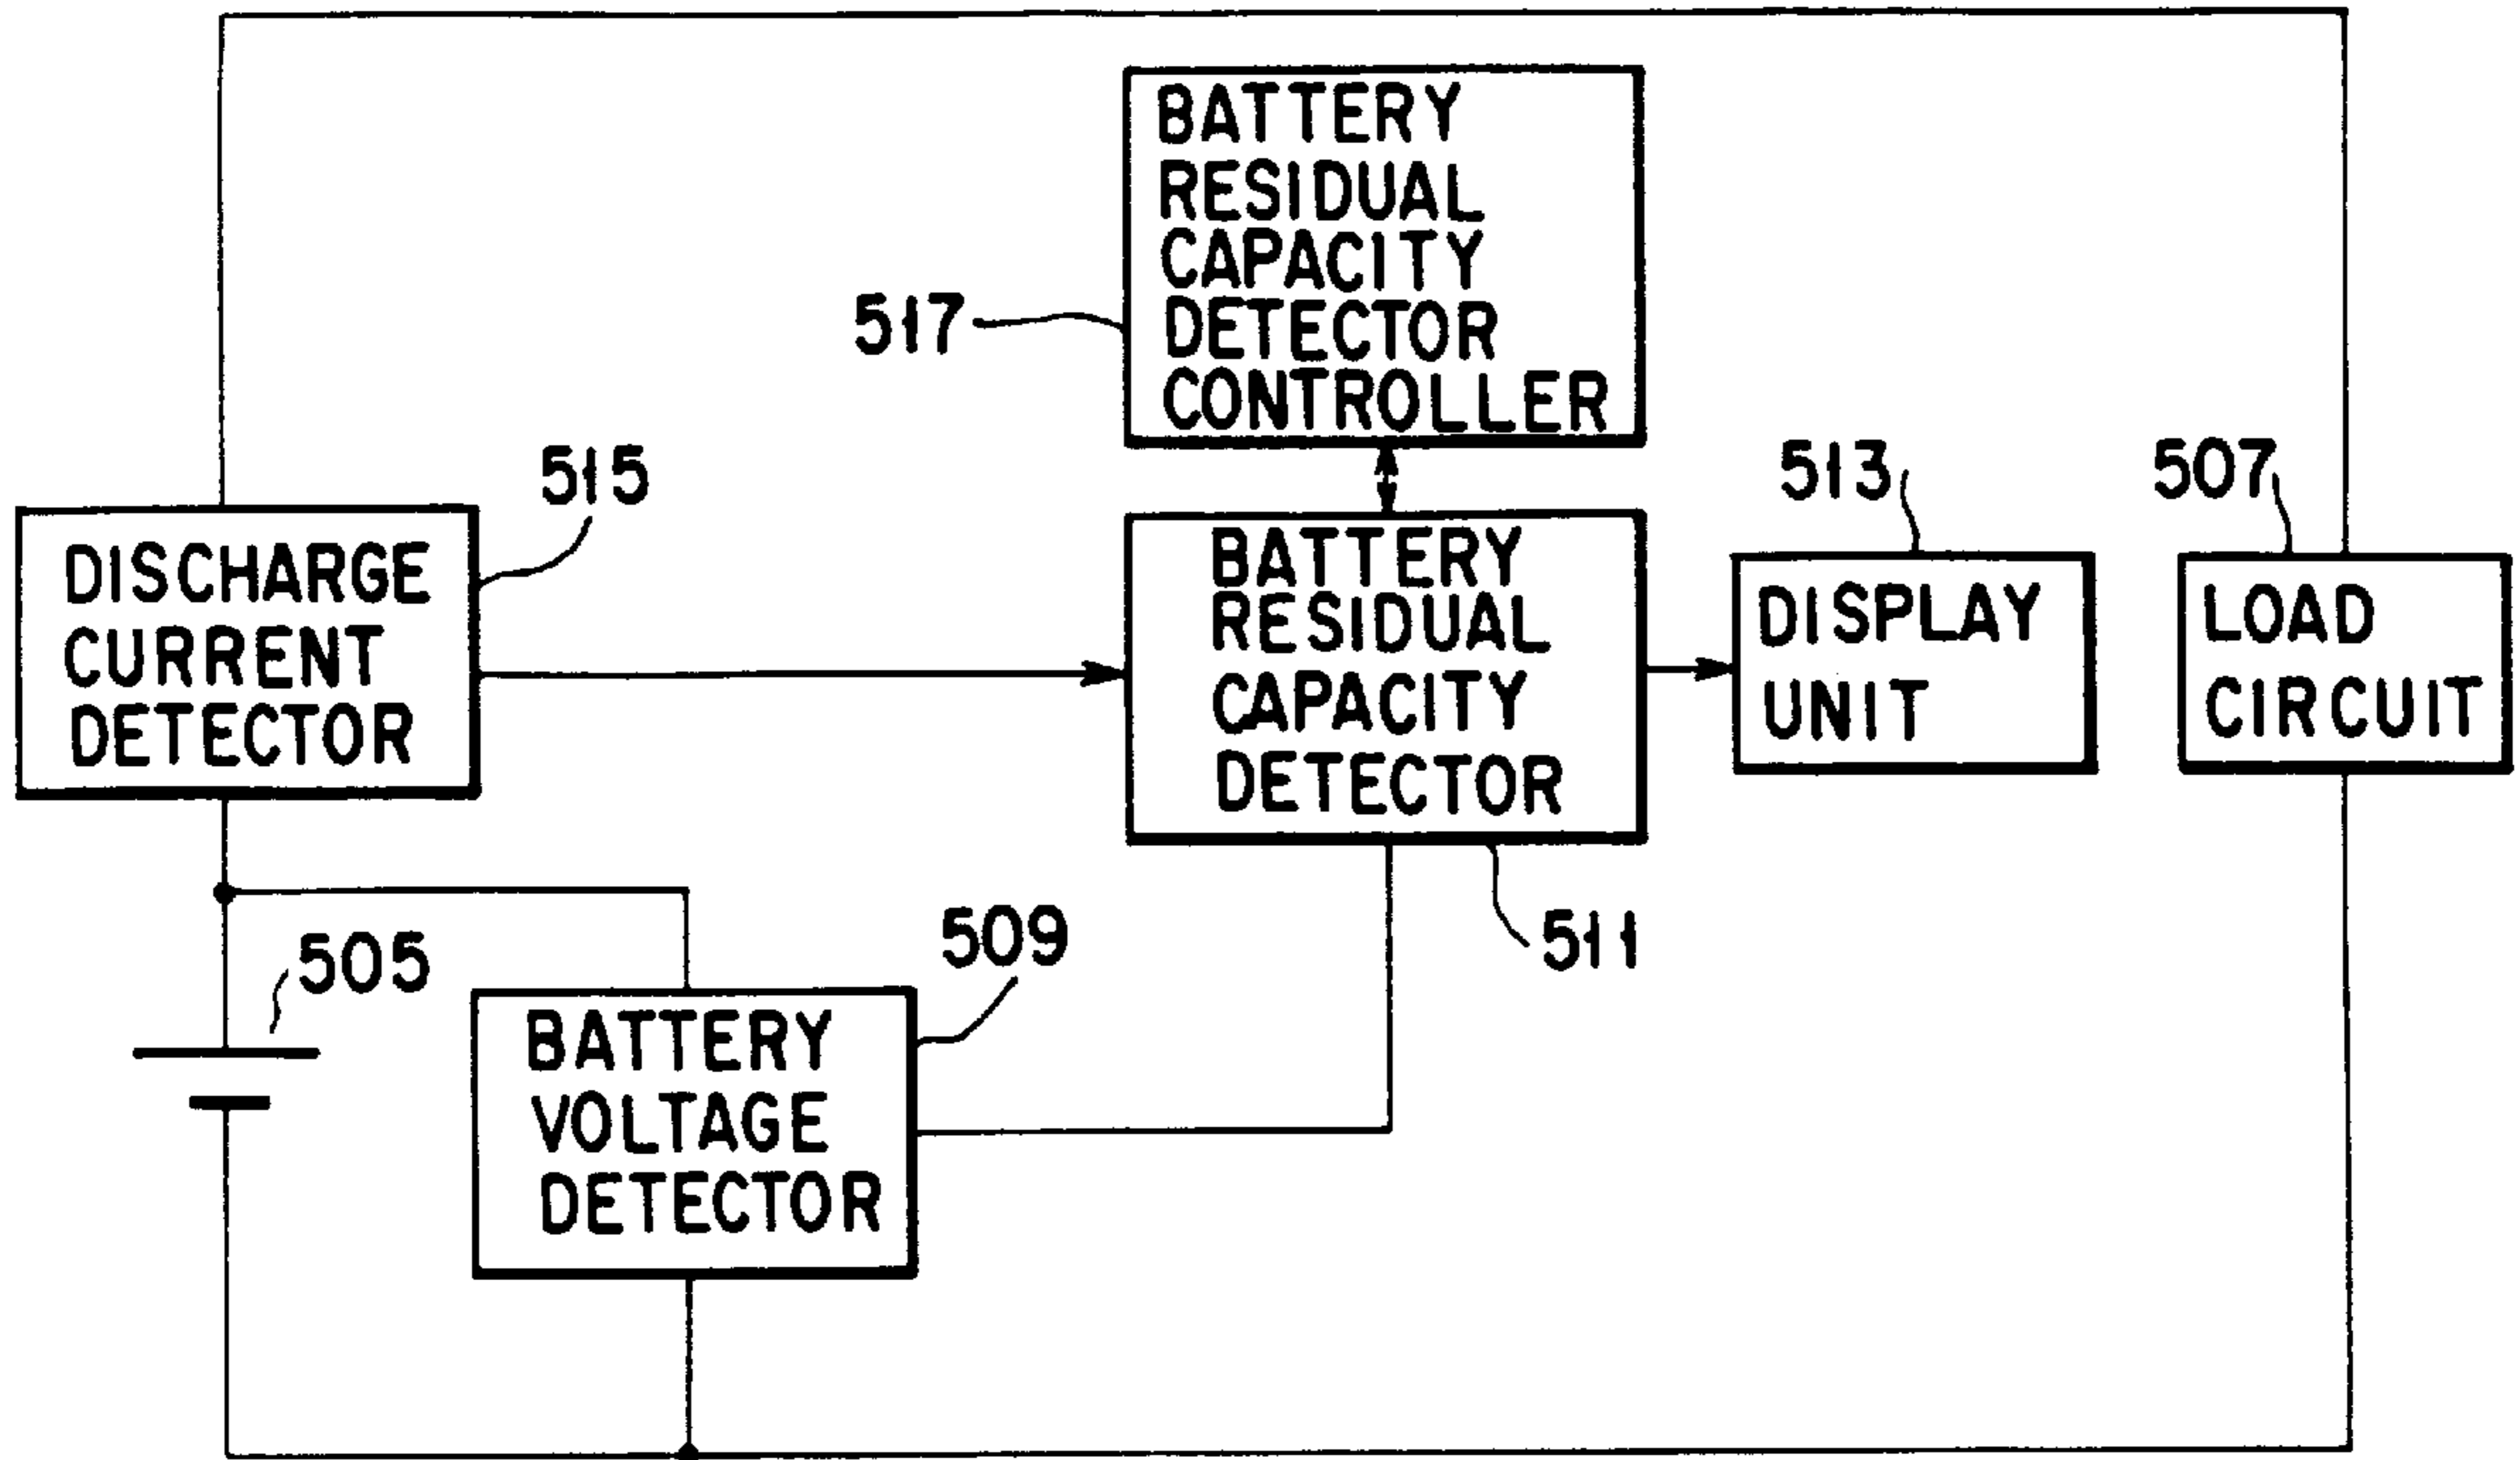 BATTERY
RESIDUAL
CAPACITY
DETECTOR
CONTROLLER
517
515
513
507
DISCHARGE
CURRENT
DETECTOR
BATTERY
RESIDUAL
CAPACITY
DETECTOR
DISPLAY
UNIT
LOAD
CIRCUIT
505
509
511
BATTERY
VOLTAGE
DETECTOR